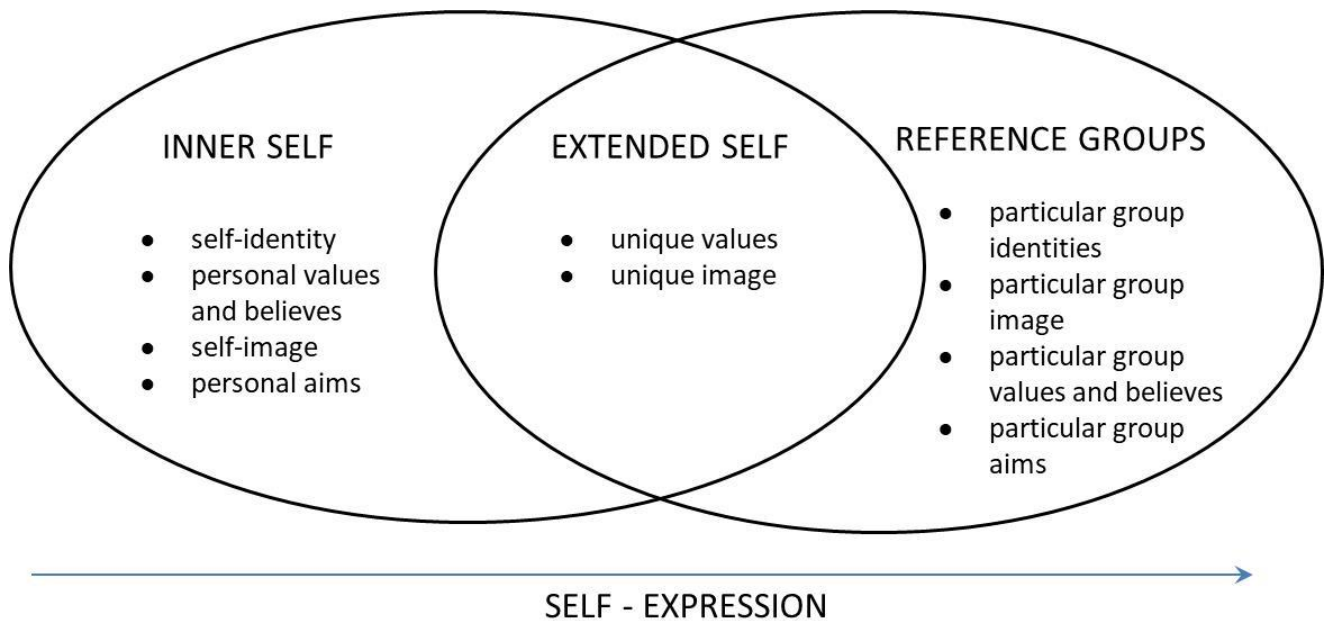 INNER SELF
● self-identity
● personal values
and believes
● self-image
● personal aims
EXTENDED SELF
● unique values
● unique image
REFERENCE GROUPS
● particular group
identities
● particular group
image
● particular group
values and believes
● particular group
aims
SELF - EXPRESSION